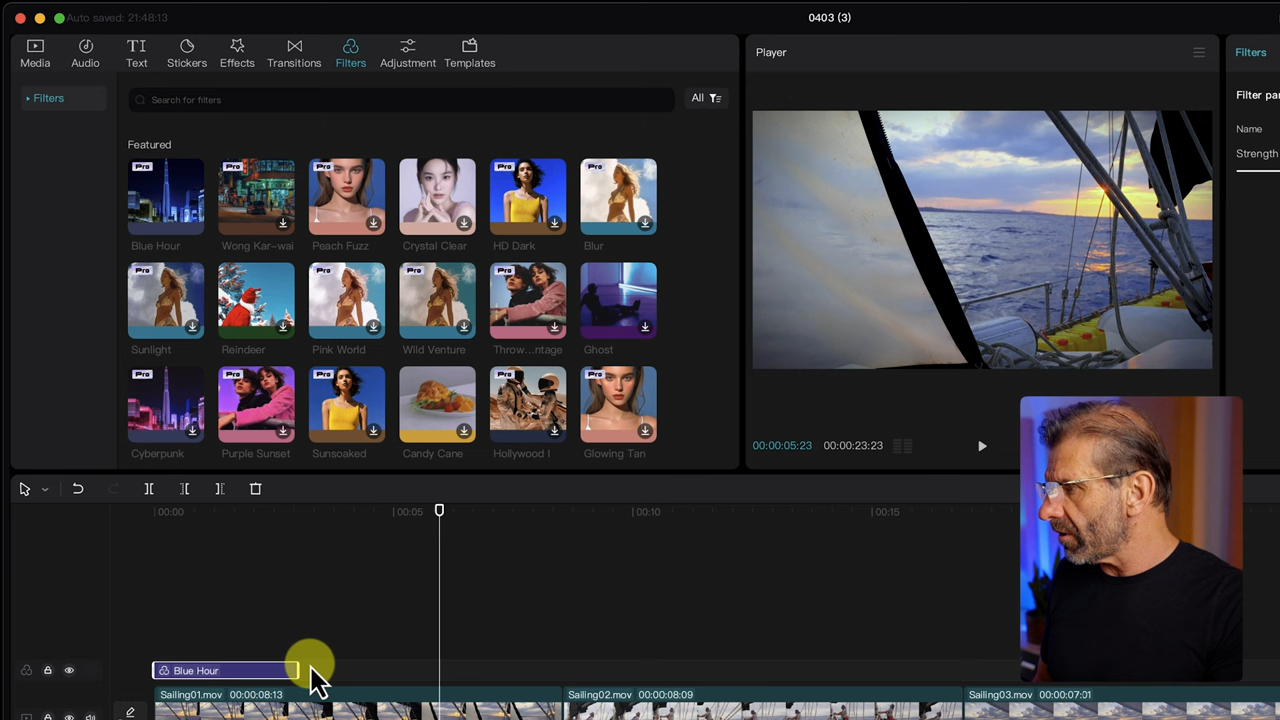 Auto saved: 21:48:13
0403 (3)
Media
Audio
TI
Text
Stickers
Effects
Transitions
Filters
Adjustment
Templates
Player
Filters
Filters
Search for filters
All
Filter pa
Name
Strength
Featured
Pro
Pro
Pro
Pro
Pro
Blue Hour
Wong Kar-wai
Peach Fuzz
Crystal Clear
HD Dark
Blur
Pro
Pro
Pro
Pro
Sunlight
Reindeer
Pink World
Wild Venture
Throw...ntage
Ghost
Pro
Pro
Pro
Pro
Pro
Cyberpunk
Purple Sunset
Sunsoaked
Candy Cane
Hollywood I
Glowing Tan
00:00:05:23
00:00:23:23
00:00
00:05
00:10
00:15
Blue Hour
Sailing01.mov 00:00:08:13
Sailing02.mov 00:00:08:09
Sailing03.mov 00:00:07:01